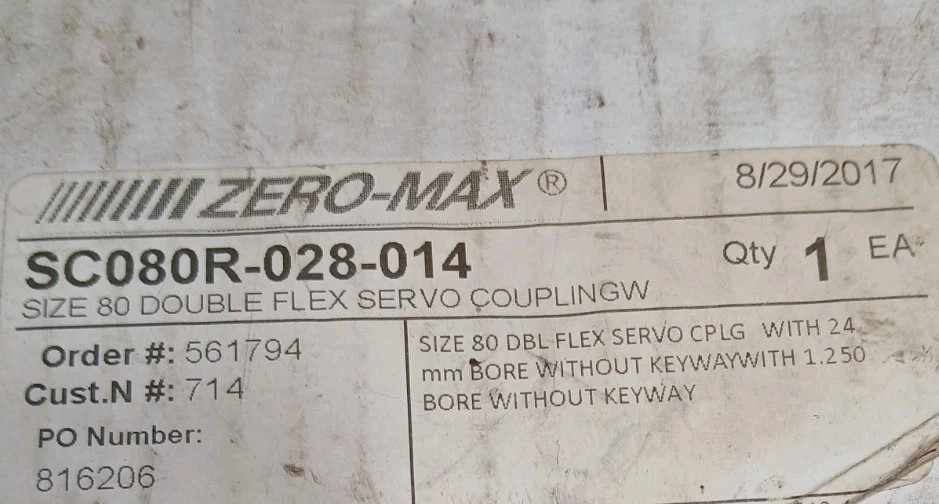 ZERO-MAX®
8/29/2017
SC080R-028-014
Qty 1 EA
SIZE 80 DOUBLE FLEX SERVO COUPLINGW
Order #: 561794
Cust.N #: 714
PO Number:
816206
SIZE 80 DBL FLEX SERVO CPLG WITH 24
mm BORE WITHOUT KEYWAYWITH 1.250
BORE WITHOUT KEYWAY